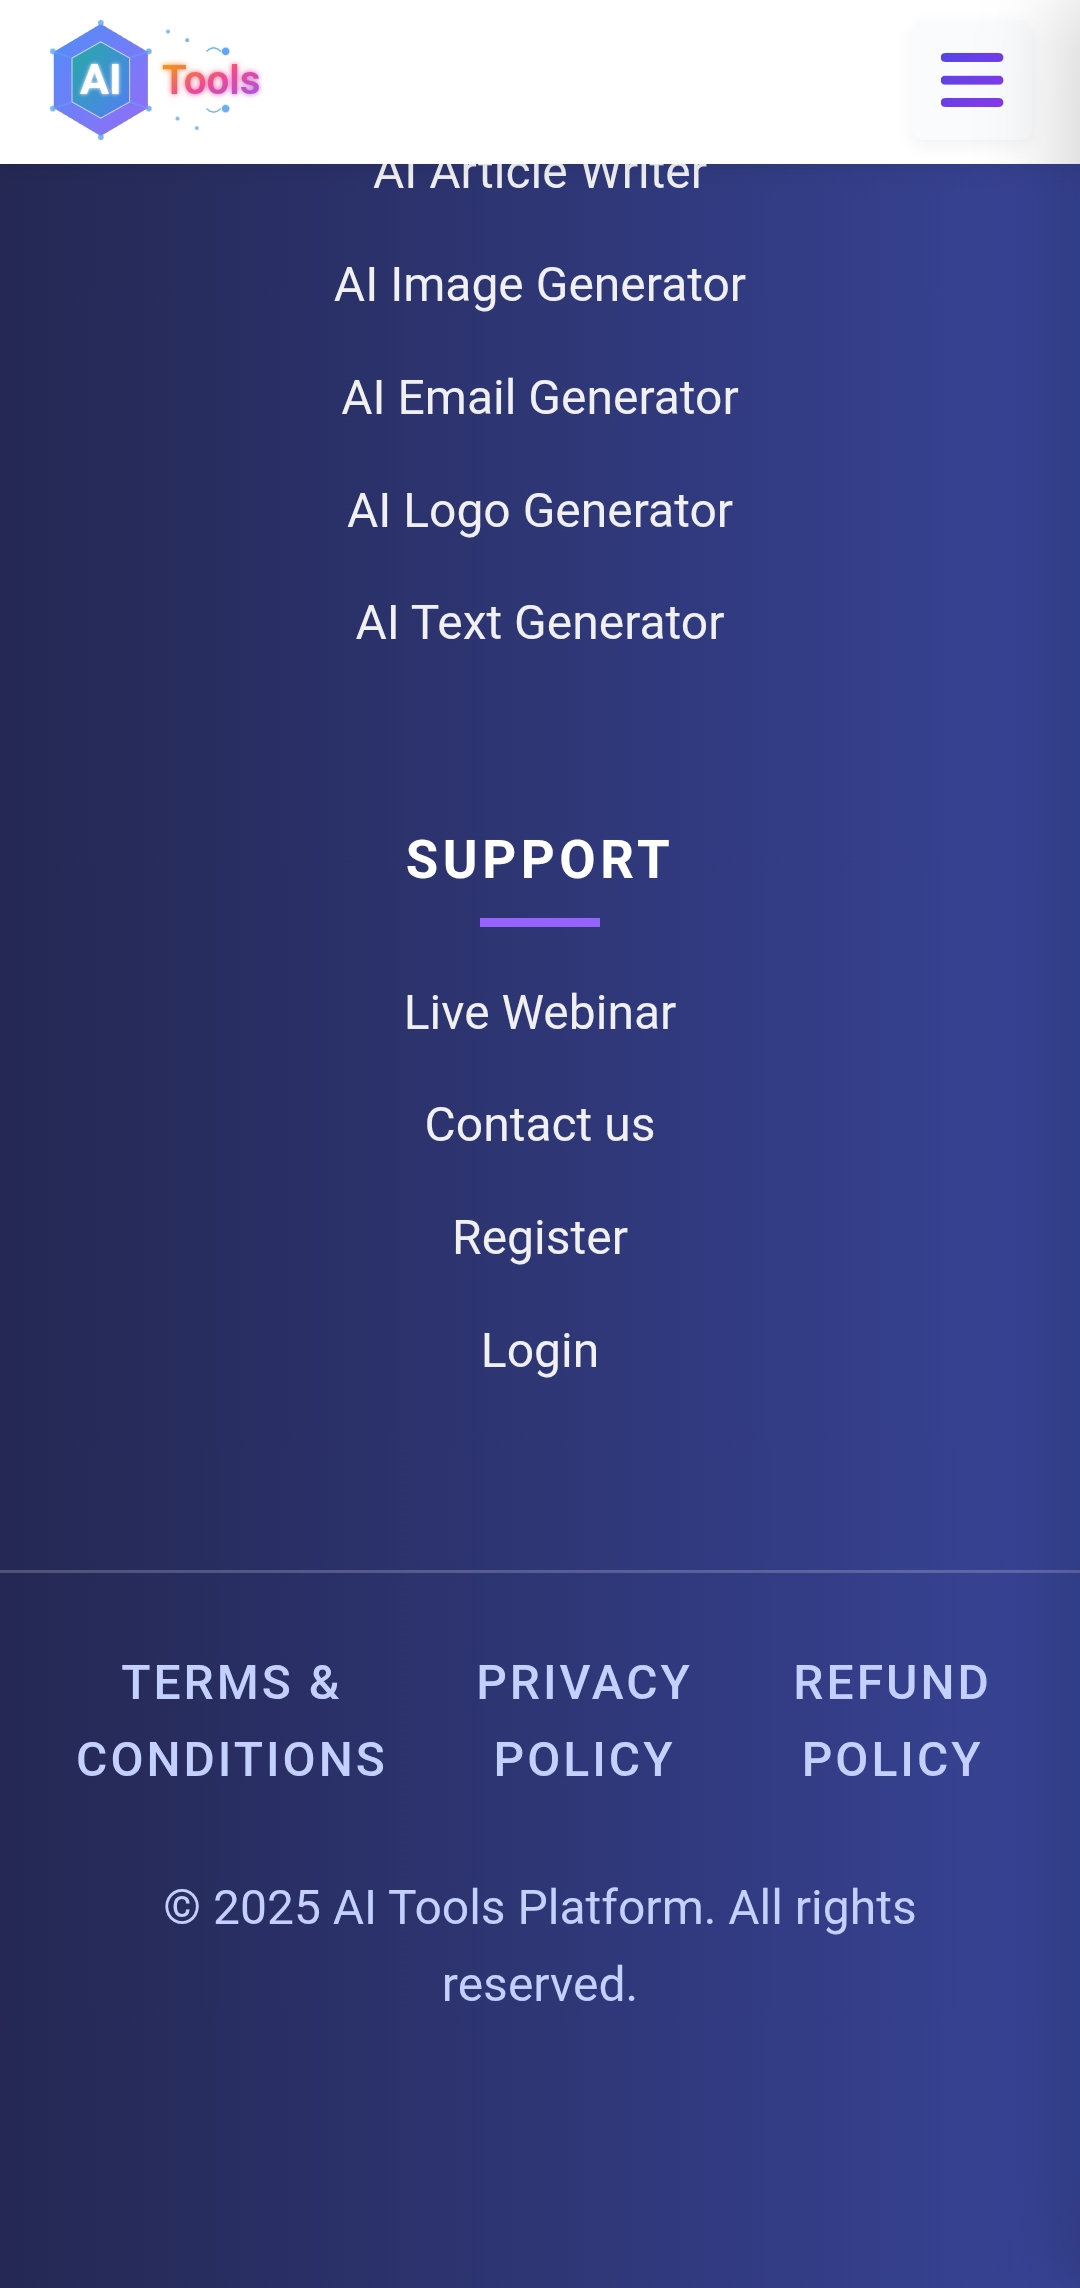 AI Tools
AI Article Writer
AI Image Generator
AI Email Generator
AI Logo Generator
AI Text Generator
SUPPORT
Live Webinar
Contact us
Register
Login
TERMS &
CONDITIONS
PRIVACY
POLICY
REFUND
POLICY
© 2025 AI Tools Platform. All rights
reserved.